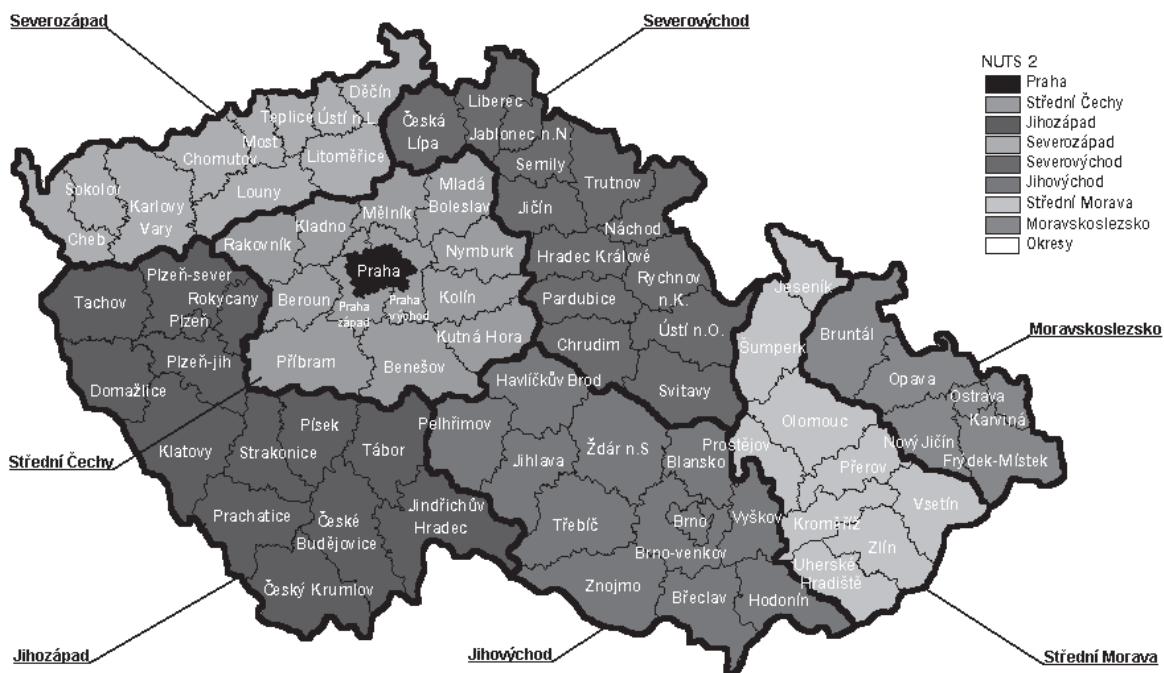 Severozápad
Severovýchod
NUTS 2
Praha
Střední Čechy
Jihozápad
Severozápad
Severovýchod
Jihovýchod
Střední Morava
Moravskoslezsko
Okresy
Děčín
Teplice
Ústí n.L.
Most
Chomutov
Litoměřice
Louny
Sokolov
Karlovy
Vary
Cheb
Česká
Lípa
Liberec
Jablonec n.N.
Semily
Trutnov
Jičín
Náchod
Hradec Králové
Rychnov
n.K.
Pardubice
Ústí n.O.
Chrudim
Svitavy
Mladá
Boleslav
Mělník
Kladno
Rakovník
Nymburk
Praha
Beroun
Praha
západ
Praha
východ
Kolín
Kutná Hora
Příbram
Benešov
Plzeň-sever
Tachov
Rokycany
Plzeň
Plzeň-jih
Domažlice
Klatovy
Písek
Strakonice
Tábor
Prachatice
České
Budějovice
Jindřichův
Hradec
Český Krumlov
Havlíčkův Brod
Pelhřimov
Jihlava
Ždár n.S
Blansko
Třebíč
Brno
Vyškov
Brno-venkov
Znojmo
Břeclav
Hodonín
Jeseník
Šumperk
Olomouc
Prostějov
Přerov
Kroměříž
Vsetín
Zlín
Uherské
Hradiště
Bruntál
Opava
Ostrava
Karviná
Nový Jičín
Frýdek-Místek
Moravskoslezsko
Střední Čechy
Jihozápad
Jihovýchod
Střední Morava